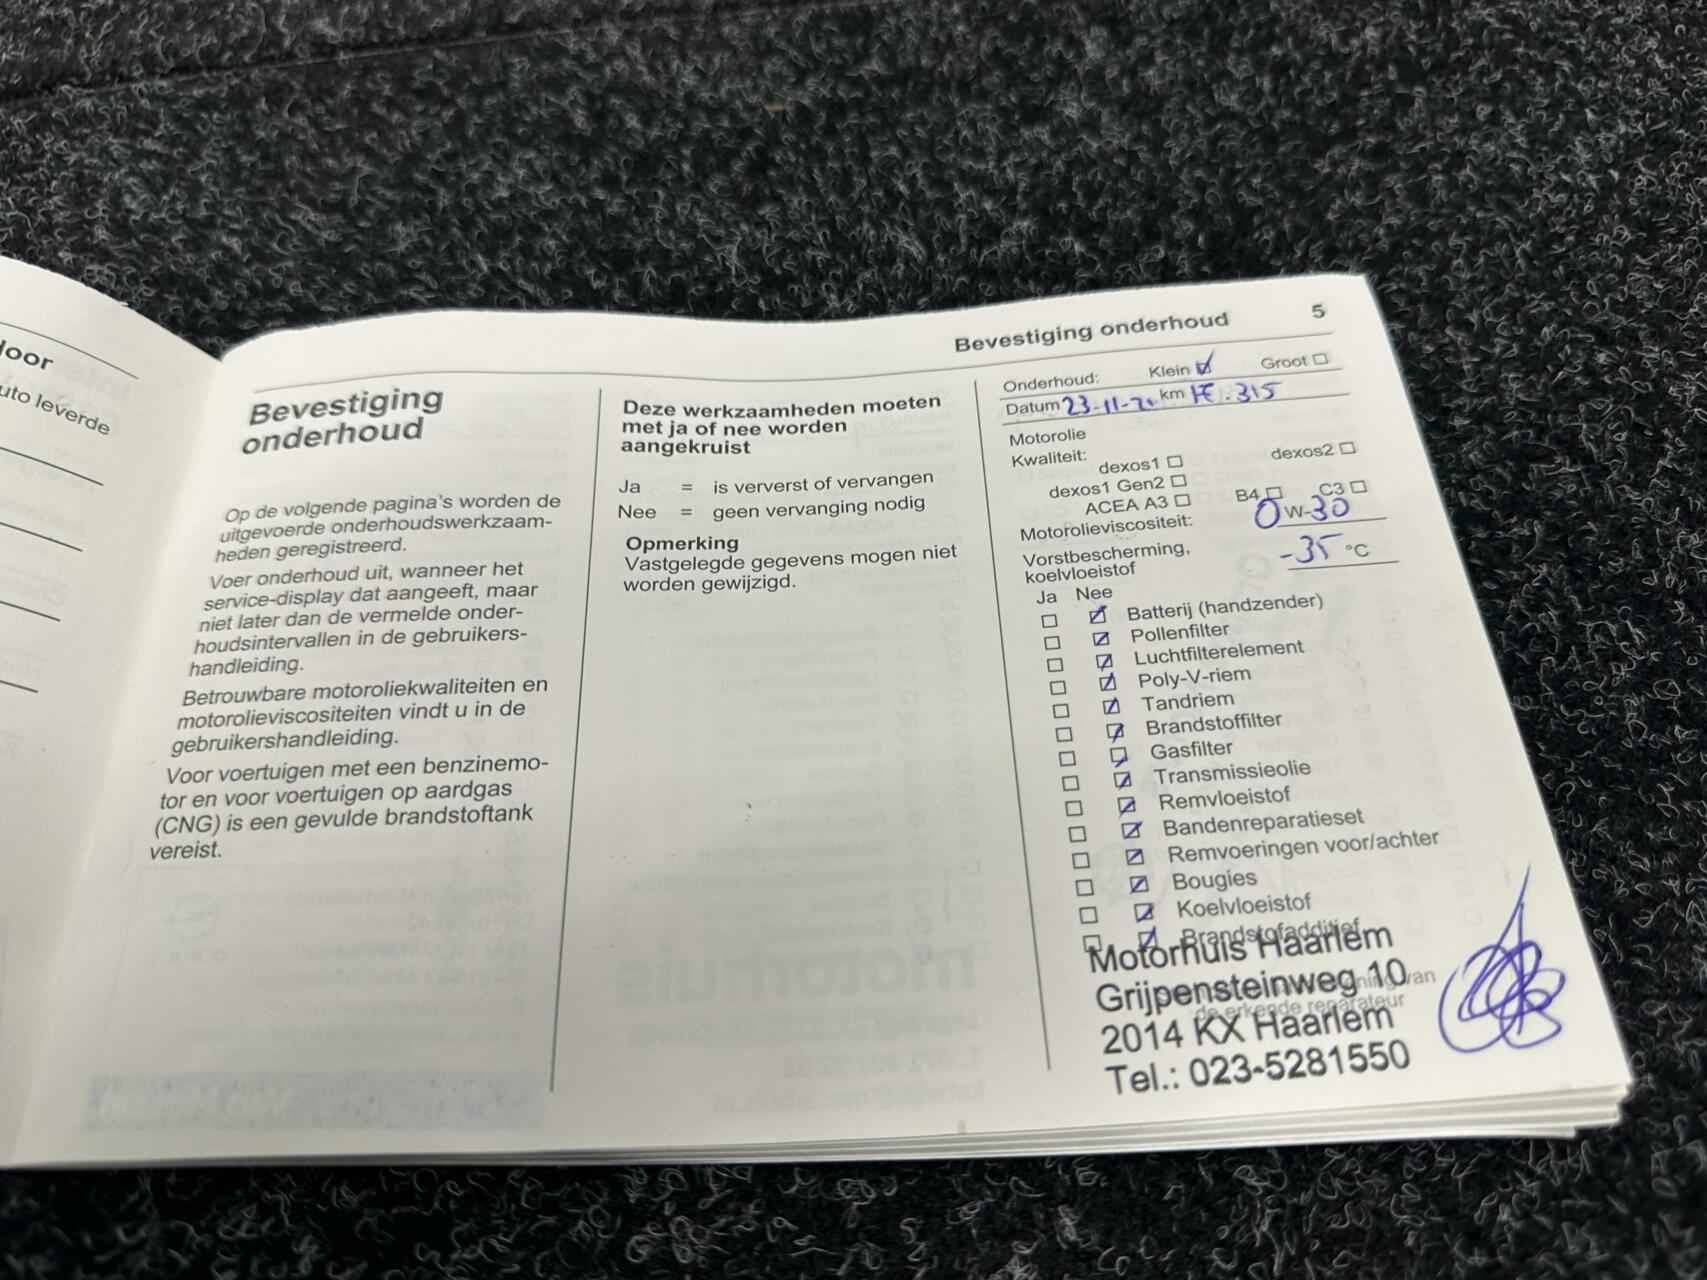 door
uto leverde
Bevestiging onderhoud 5
Bevestiging
onderhoud
Op de volgende pagina's worden de
uitgevoerde onderhoudswerkzaam-
heden geregistreerd.
Voer onderhoud uit, wanneer het
service-display dat aangeeft, maar
niet later dan de vermelde onder-
houdsintervallen in de gebruikers-
handleiding.
Betrouwbare motoroliekwaliteiten en
motorolieviscositeiten vindt u in de
gebruikershandleiding.
Voor voertuigen met een benzinemo-
tor en voor voertuigen op aardgas
(CNG) is een gevulde brandstoftank
vereist.
Deze werkzaamheden moeten
met ja of nee worden
aangekruist
Ja = is ververst of vervangen
Nee = geen vervanging nodig
Opmerking
Vastgelegde gegevens mogen niet
worden gewijzigd.
Onderhoud: Klein Groot
Datum 23-11- km .315
Motorolie
Kwaliteit:
dexos1 dexos2
dexos1 Gen2
ACEA A3 B4 C3
Motorolieviscositeit: 0W-30
Vorstbescherming,
koelvloeistof -35 °C
Ja Nee
Batterij (handzender)
Pollenfilter
Luchtfilterelement
Poly-V-riem
Tandriem
Brandstoffilter
Gasfilter
Transmissieolie
Remvloeistof
Bandenreparatieset
Remvoeringen voor/achter
Bougies
Koelvloeistof
Brandstofadditief
Motorhuis Haarlem
Grijpensteinweg 10
van
de erkende reparateur
2014 KX Haarlem
Tel.: 023-5281550